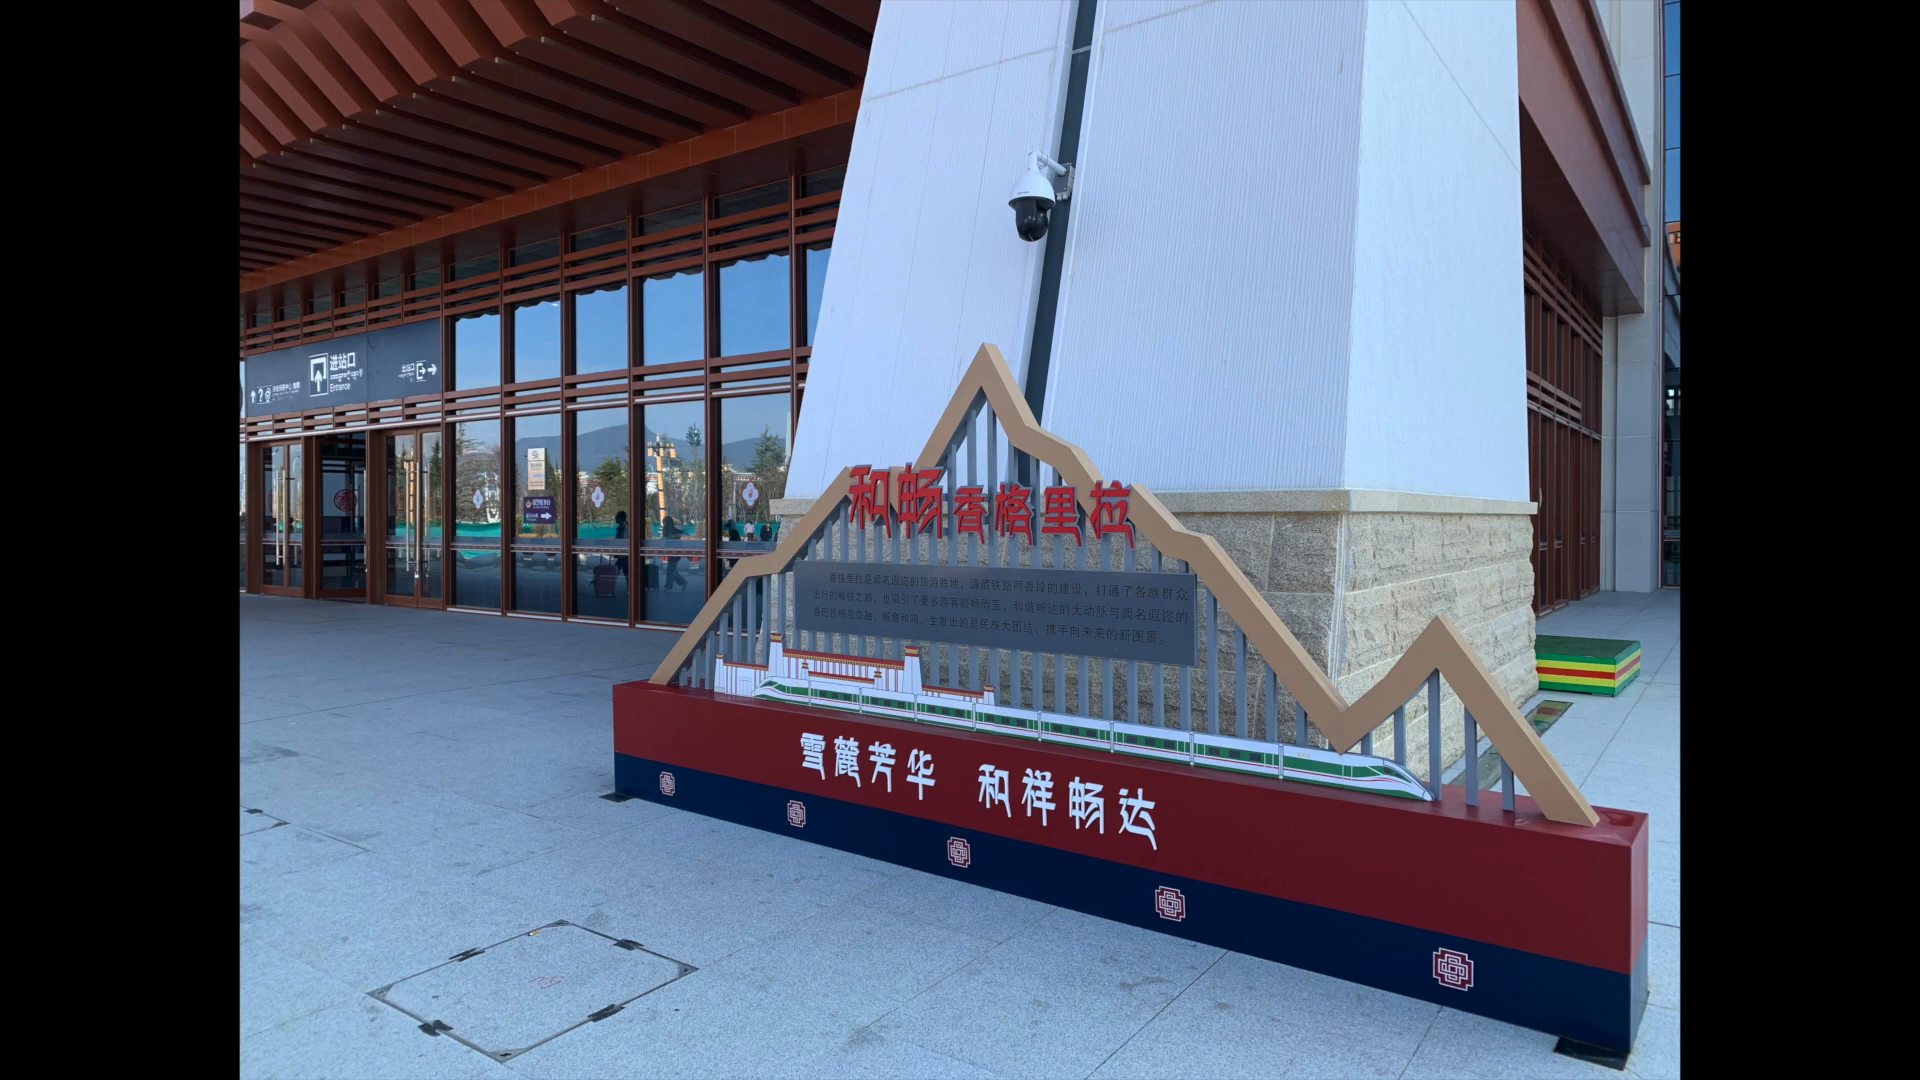 进站口
Entrance
出站口
和畅香格里拉
香格里拉是闻名遐迩的旅游胜地，滇藏铁路丽香段的建设，打通了各族群众
出行的畅快之路，也吸引了更多游客顺畅而至，和谐畅达的大动脉与闻名遐迩的
香巴拉相互交融、畅意和鸣，生发出的是民族大团结、携手向未来的新图景。
雪麓芳华 和祥畅达